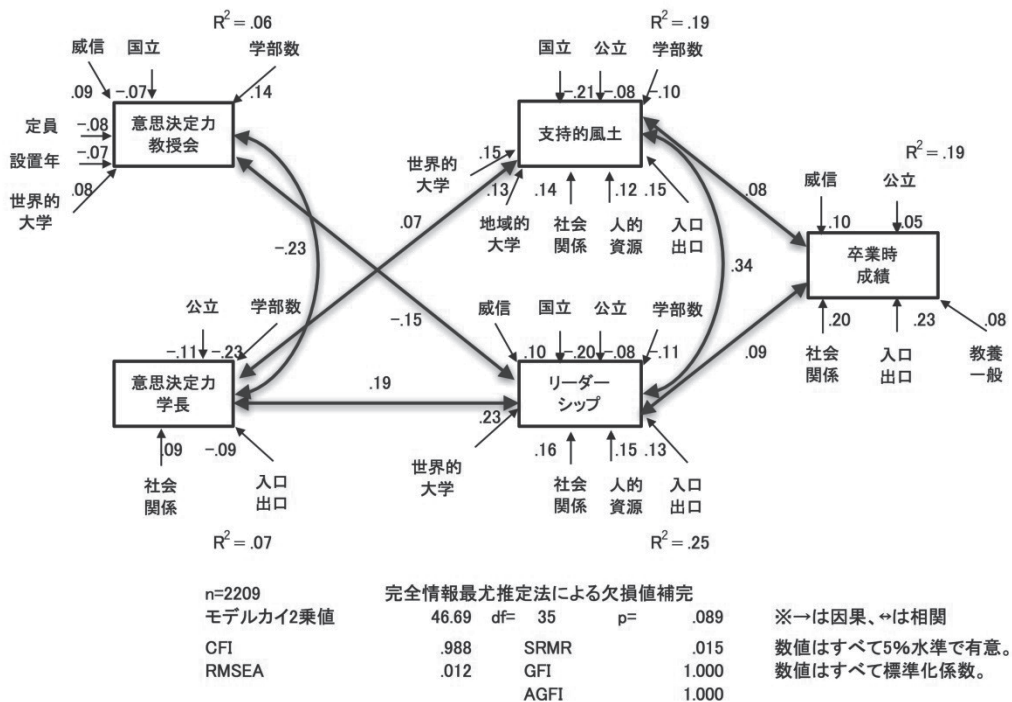 R² = .06
威信 国立 学部数
.09 -.07 .14
定員 -.08
設置年 -.07
世界的
大学
.08
意思決定力
教授会
R² = .19
国立 公立 学部数
-.21 -.08 -.10
支持的風土
世界的
大学
.15
.13 .14 .12 .15
地域的
大学
社会
関係
人的
資源
入口
出口
R² = .19
威信 公立
.10 .05
卒業時
成績
.20 .23 .08
社会
関係
入口
出口
教養
一般
.08
.07
-.23
.34
-.15
.09
.19
公立 学部数
-.11 -.23
意思決定力
学長
.09 -.09
社会
関係
入口
出口
R² = .07
威信 国立 公立 学部数
.10 -.20 -.08 -.11
リーダー
シップ
.23
世界的
大学
.16 .15 .13
社会
関係
人的
資源
入口
出口
R² = .25
n=2209 完全情報最尤推定法による欠損値補完
モデルカイ2乗値 46.69 df= 35 p= .089 ※→は因果、↔は相関
CFI .988 SRMR .015 数値はすべて5%水準で有意。
RMSEA .012 GFI 1.000 数値はすべて標準化係数。
AGFI 1.000